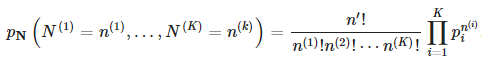 p_N ( N^(1) = n^(1), …, N^(K) = n^(k) ) = n′! / ( n^(1)! n^(2)! ⋯ n^(K)! ) ∏_{i=1}^{K} p_i^{n^(i)}